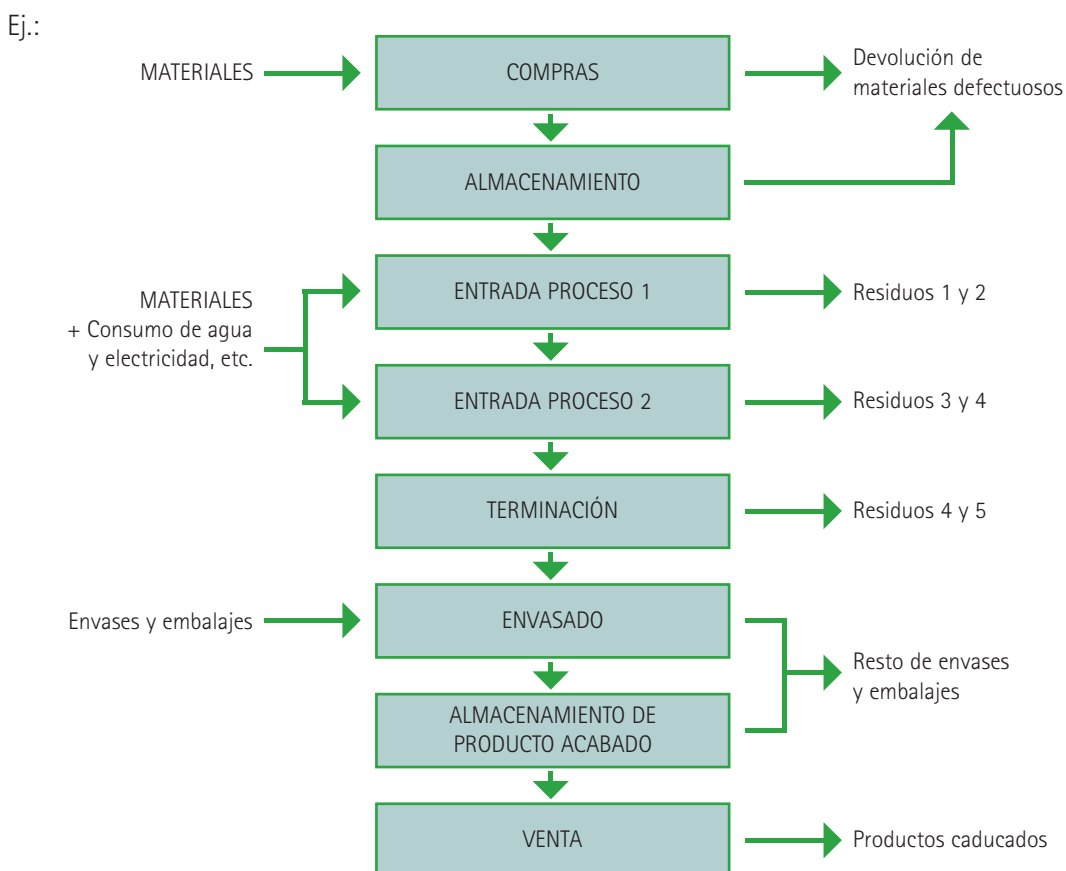 Ej.:
MATERIALES
COMPRAS
Devolución de
materiales defectuosos
ALMACENAMIENTO
MATERIALES
+ Consumo de agua
y electricidad, etc.
ENTRADA PROCESO 1
Residuos 1 y 2
ENTRADA PROCESO 2
Residuos 3 y 4
TERMINACIÓN
Residuos 4 y 5
Envases y embalajes
ENVASADO
Resto de envases
y embalajes
ALMACENAMIENTO DE
PRODUCTO ACABADO
VENTA
Productos caducados